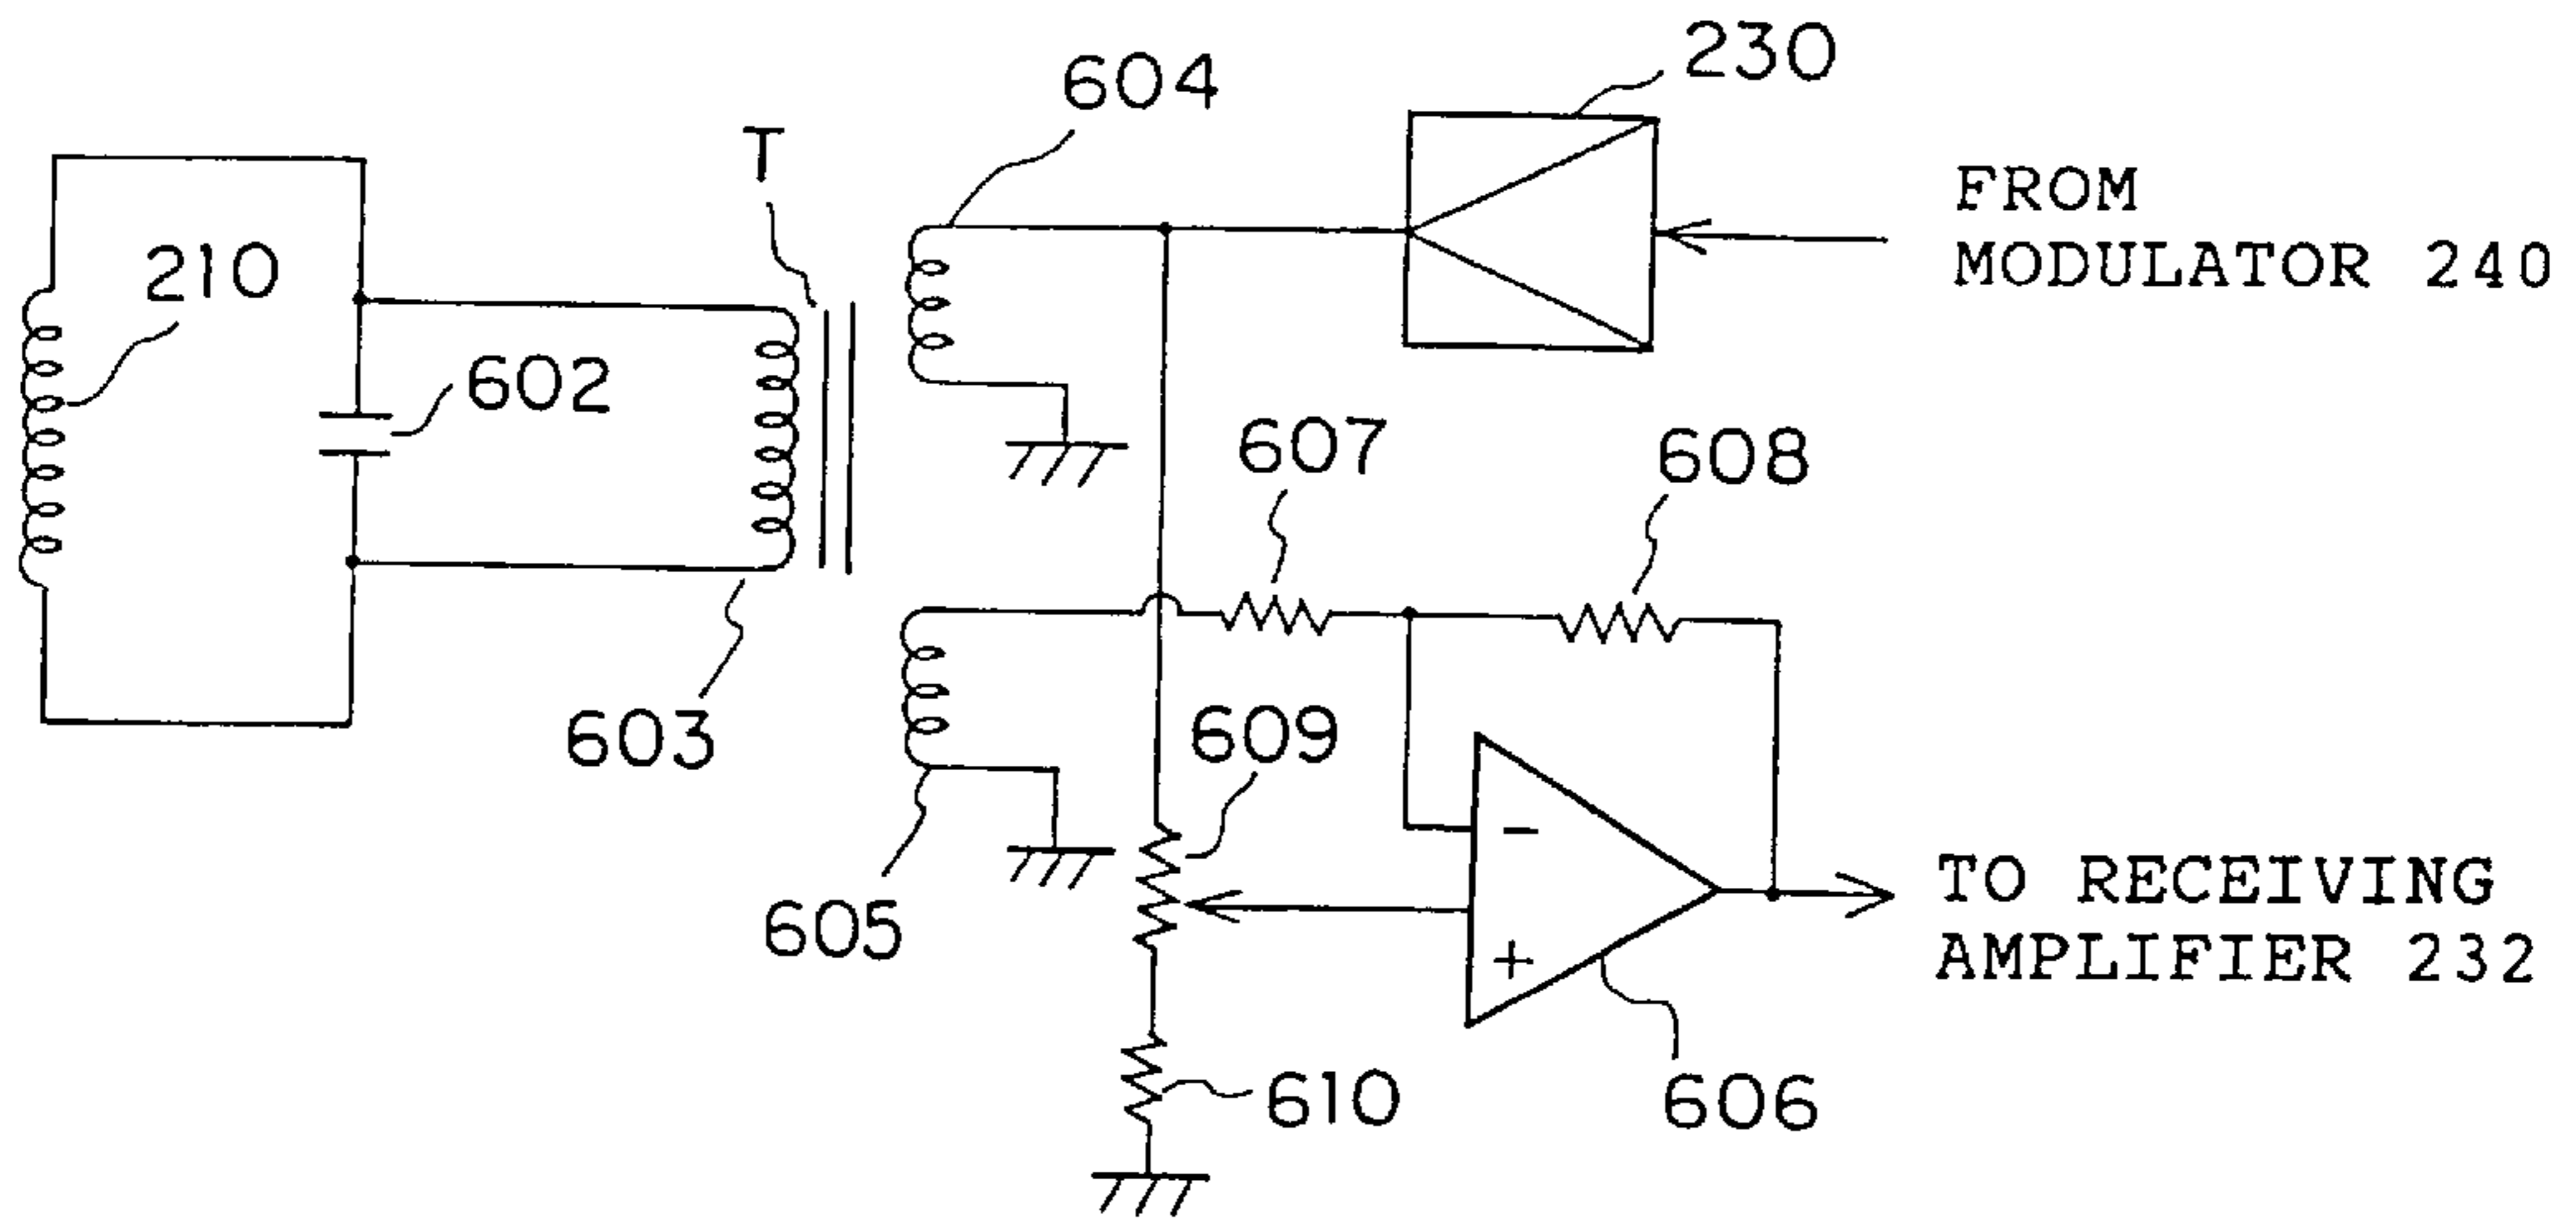 230
604
T
FROM
MODULATOR 240
210
602
607
608
603
609
605
TO RECEIVING
AMPLIFIER 232
-
+
610
606